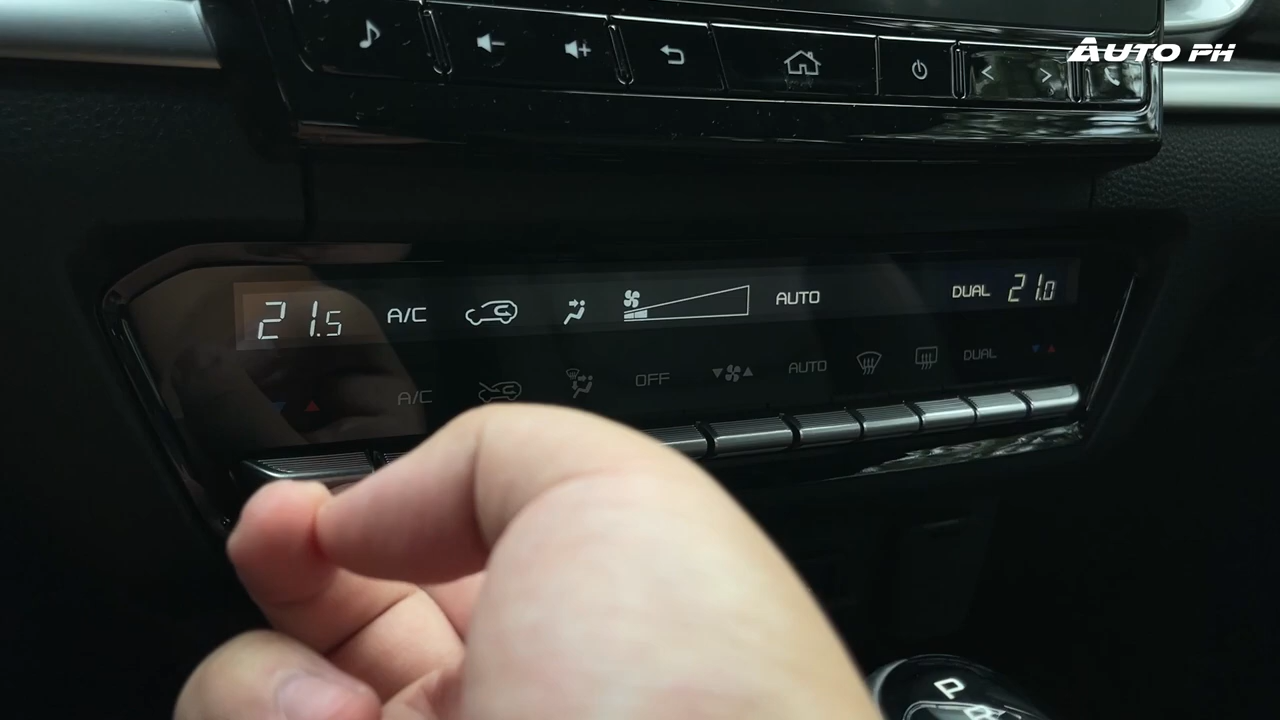 AUTO PH
21.5 A/C AUTO DUAL 21.0
A/C OFF AUTO DUAL
P
R